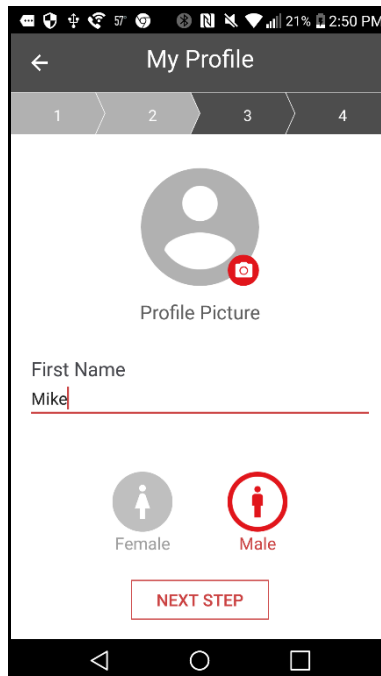 57° 21% 2:50 PM
My Profile
1 2 3 4
Profile Picture
First Name
Mike
Female Male
NEXT STEP